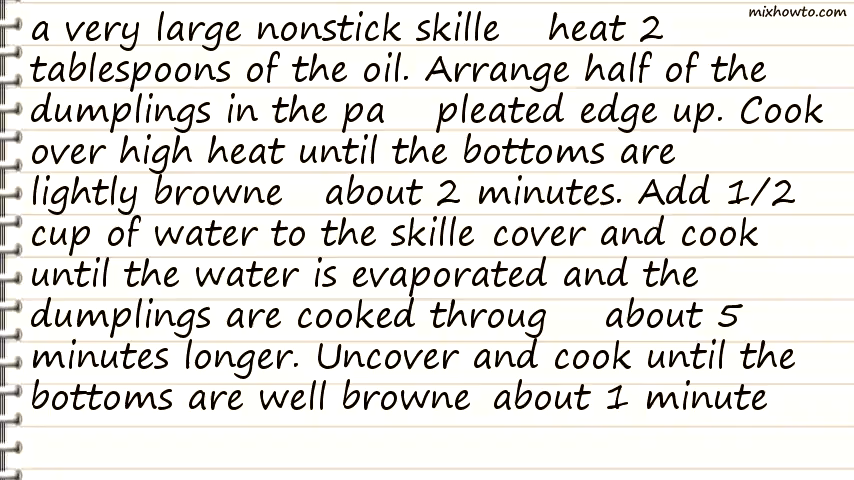 mixhowto.com
a very large nonstick skille heat 2
tablespoons of the oil. Arrange half of the
dumplings in the pa pleated edge up. Cook
over high heat until the bottoms are
lightly browne about 2 minutes. Add 1/2
cup of water to the skille cover and cook
until the water is evaporated and the
dumplings are cooked throug about 5
minutes longer. Uncover and cook until the
bottoms are well browne about 1 minute